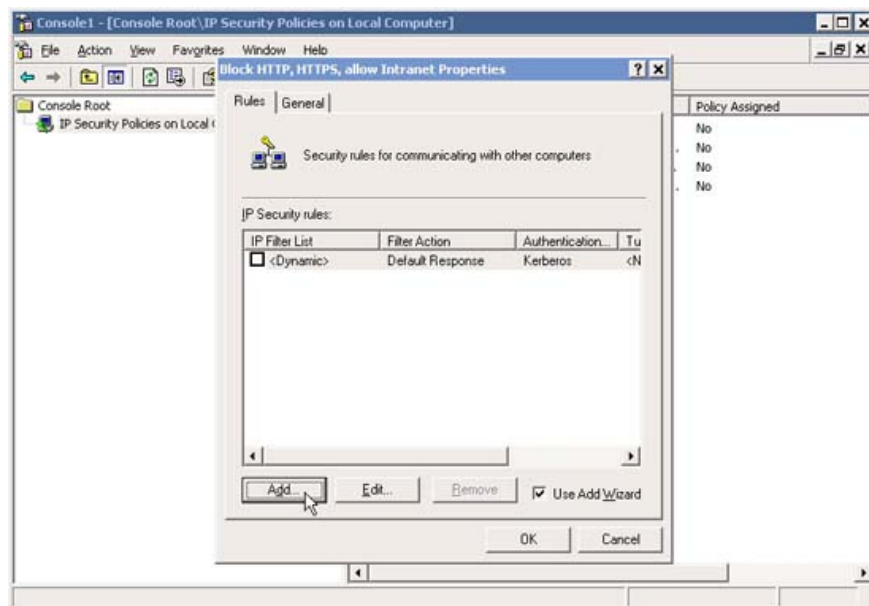 Console1 - [Console Root\IP Security Policies on Local Computer]
File Action View Favorites Window Help
Block HTTP, HTTPS, allow Intranet Properties
Console Root
IP Security Policies on Local
Policy Assigned
No
No
No
No
Rules
General
Security rules for communicating with other computers
IP Security rules:
IP Filter List Filter Action Authentication... Tu
<Dynamic> Default Response Kerberos <N
Add... Edit... Remove Use Add Wizard
OK Cancel